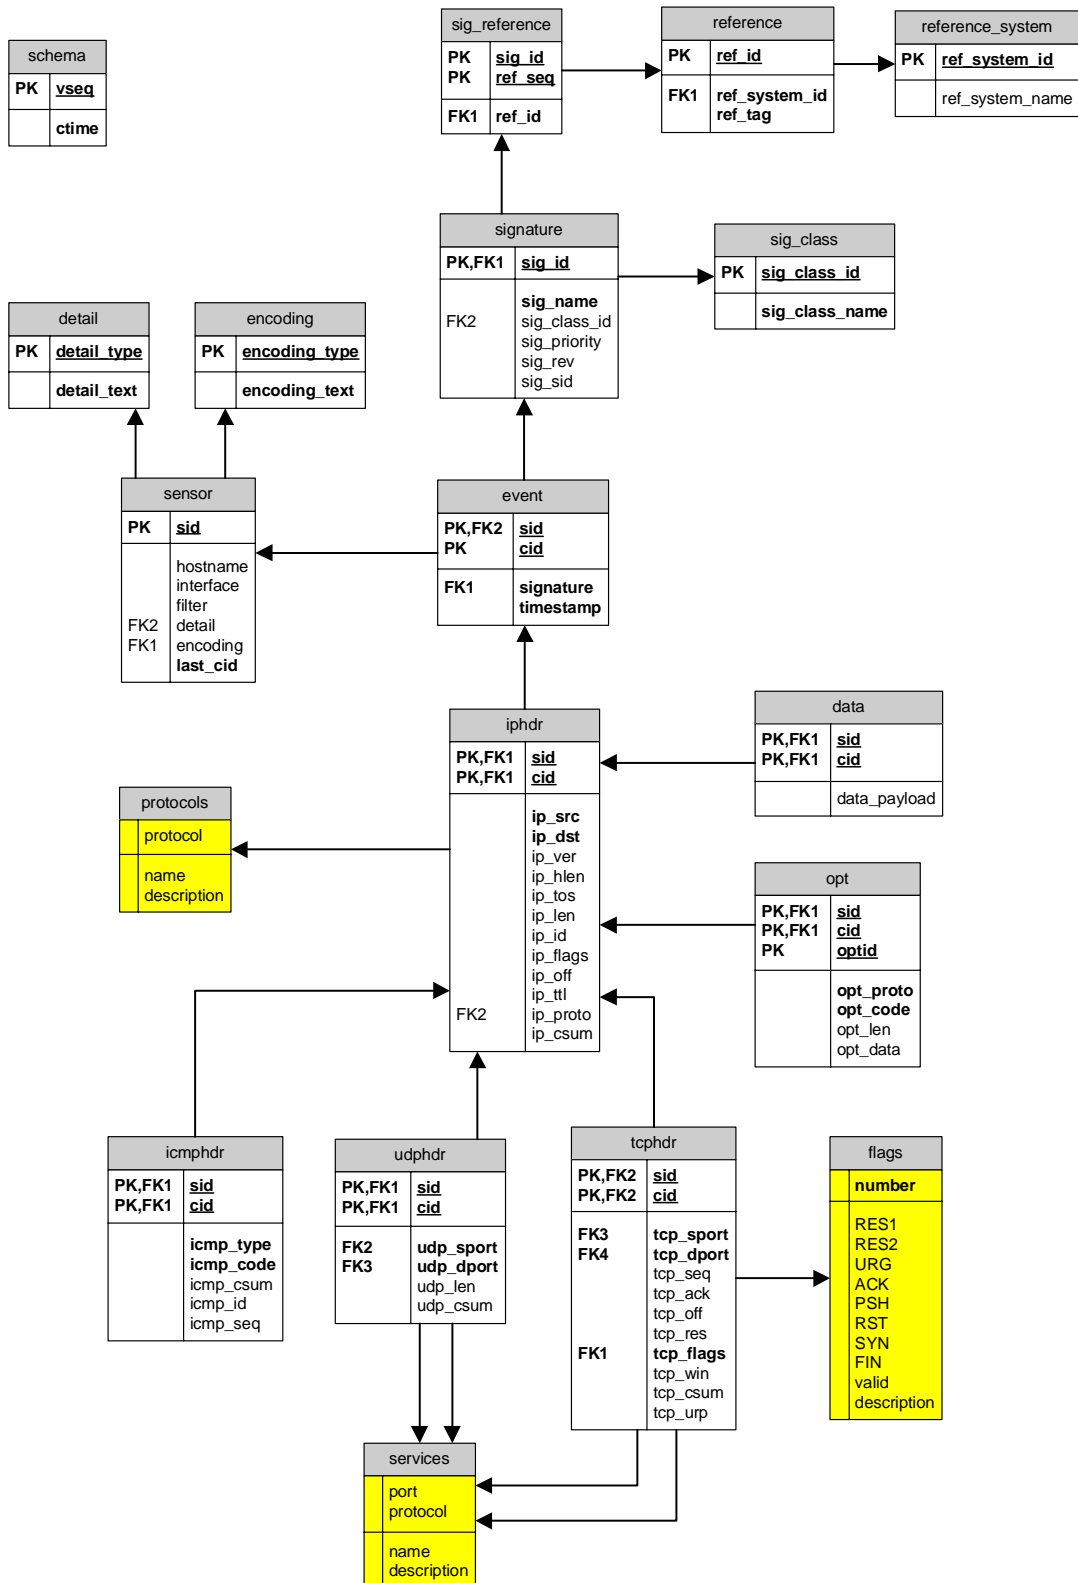 schema
PK vseq
ctime
sig_reference
PK sig_id
PK ref_seq
FK1 ref_id
reference
PK ref_id
FK1 ref_system_id
ref_tag
reference_system
PK ref_system_id
ref_system_name
signature
PK,FK1 sig_id
sig_name
FK2 sig_class_id
sig_priority
sig_rev
sig_sid
sig_class
PK sig_class_id
sig_class_name
detail
PK detail_type
detail_text
encoding
PK encoding_type
encoding_text
sensor
PK sid
hostname
interface
filter
FK2 detail
FK1 encoding
last_cid
event
PK,FK2 sid
PK cid
FK1 signature
timestamp
iphdr
PK,FK1 sid
PK,FK1 cid
ip_src
ip_dst
ip_ver
ip_hlen
ip_tos
ip_len
ip_id
ip_flags
ip_off
ip_ttl
FK2 ip_proto
ip_csum
data
PK,FK1 sid
PK,FK1 cid
data_payload
protocols
protocol
name
description
opt
PK,FK1 sid
PK,FK1 cid
PK optid
opt_proto
opt_code
opt_len
opt_data
icmphdr
PK,FK1 sid
PK,FK1 cid
icmp_type
icmp_code
icmp_csum
icmp_id
icmp_seq
udphdr
PK,FK1 sid
PK,FK1 cid
FK2 udp_sport
FK3 udp_dport
udp_len
udp_csum
tcphdr
PK,FK2 sid
PK,FK2 cid
FK3 tcp_sport
FK4 tcp_dport
tcp_seq
tcp_ack
tcp_off
tcp_res
FK1 tcp_flags
tcp_win
tcp_csum
tcp_urp
flags
number
RES1
RES2
URG
ACK
PSH
RST
SYN
FIN
valid
description
services
port
protocol
name
description